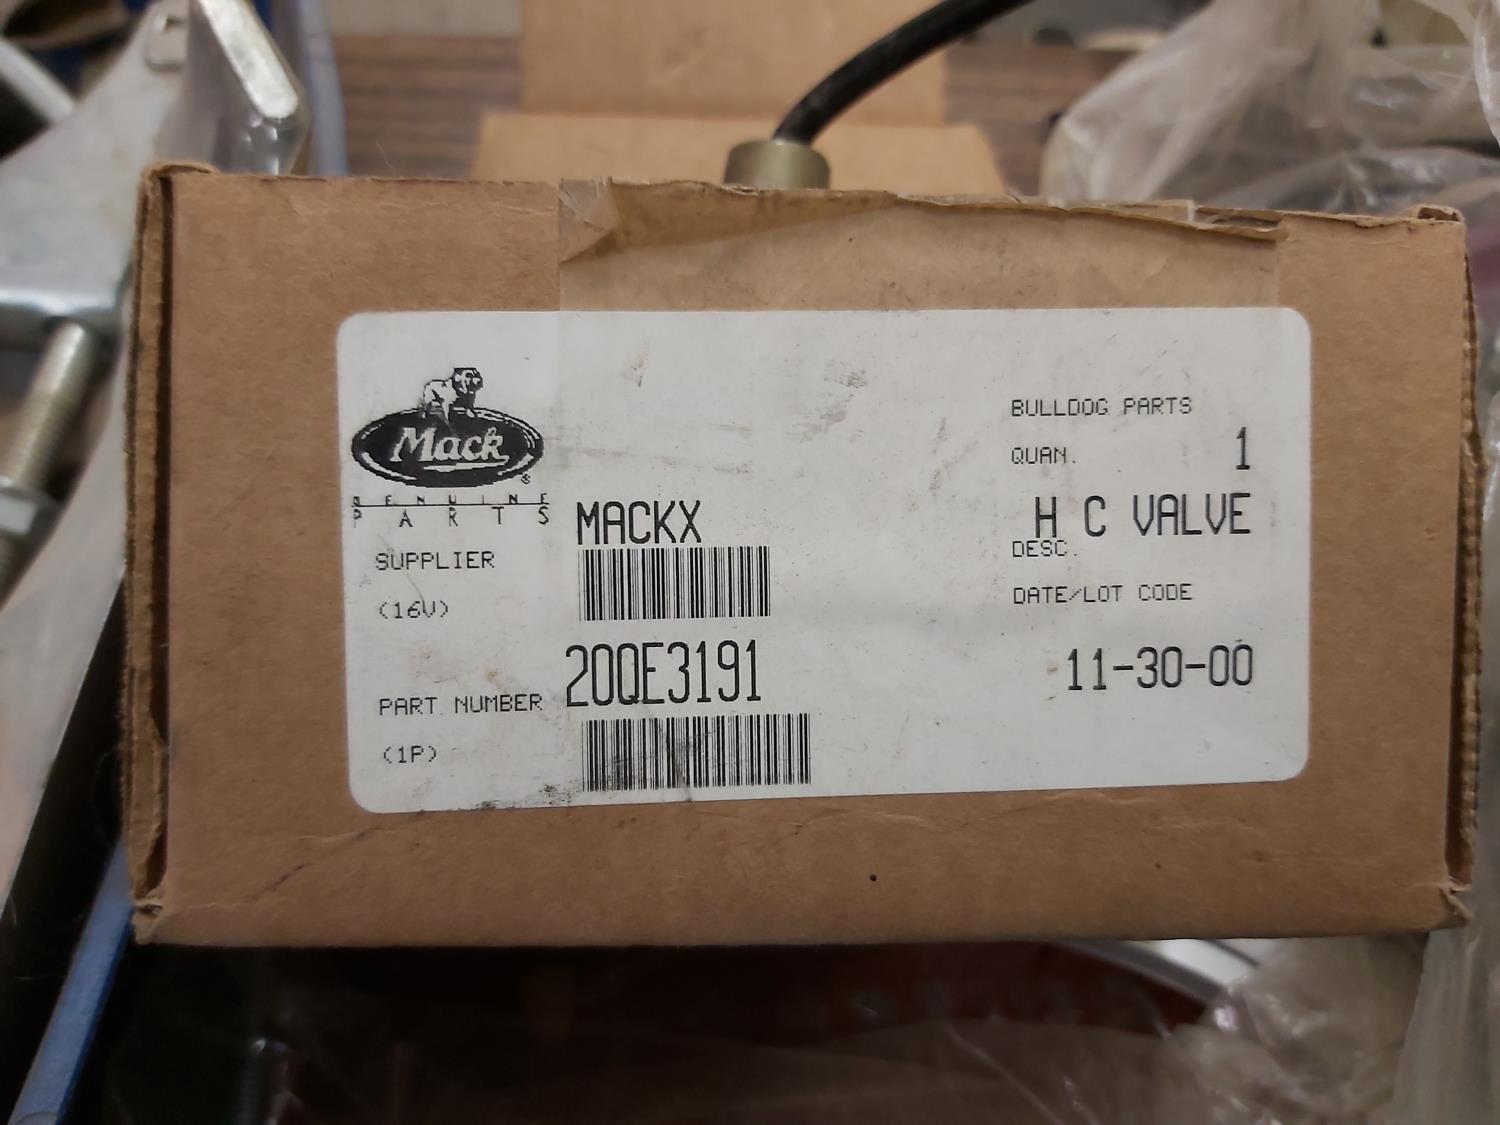 Mack
®
GENUINE
PARTS
SUPPLIER
(16V)
MACKX
PART NUMBER
(1P)
20QE3191
BULLDOG PARTS
QUAN. 1
H C VALVE
DESC.
DATE/LOT CODE
11-30-00